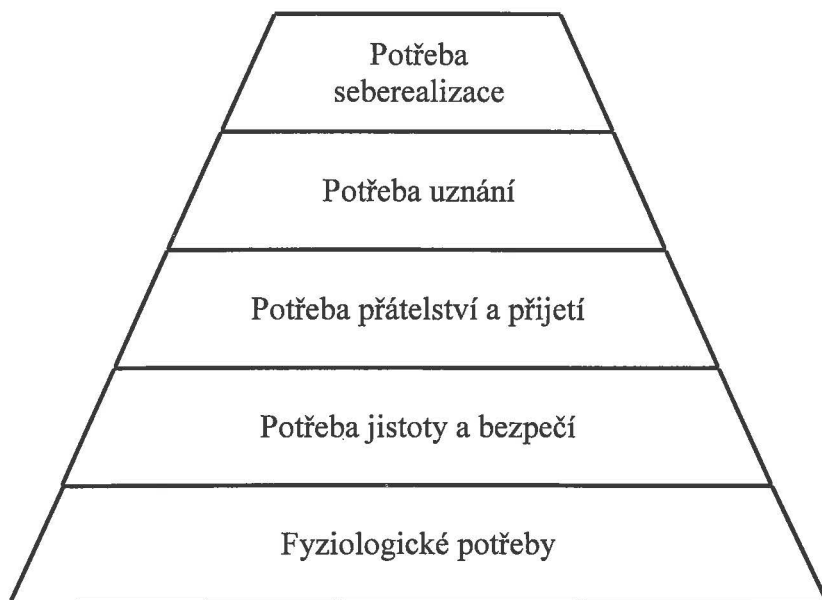 Potřeba
seberealizace
Potřeba uznání
Potřeba přátelství a přijetí
Potřeba jistoty a bezpečí
Fyziologické potřeby